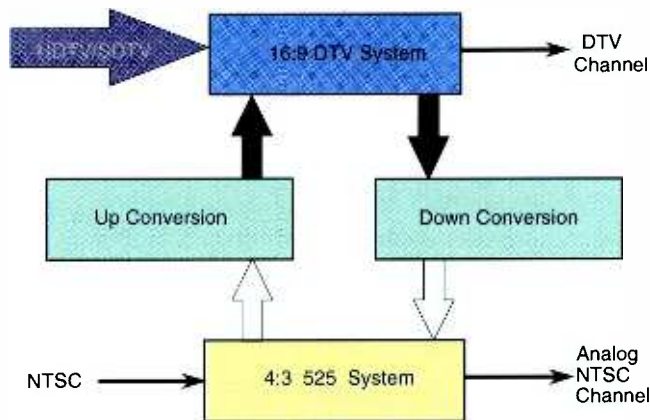 HDTV/SDTV
16:9 DTV System
DTV
Channel
Up Conversion
Down Conversion
NTSC
4:3 525 System
Analog
NTSC
Channel